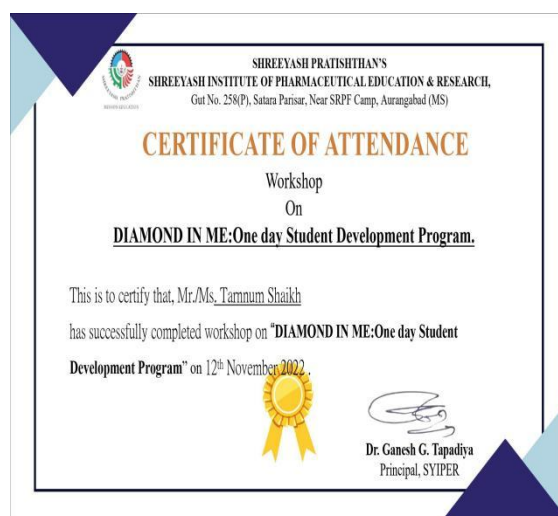 SHREEYASH PRATISHTHAN'S
SHREEYASH INSTITUTE OF PHARMACEUTICAL EDUCATION & RESEARCH,
Gut No. 258(P), Satara Parisar, Near SRPF Camp, Aurangabad (MS)
CERTIFICATE OF ATTENDANCE
Workshop
On
DIAMOND IN ME:One day Student Development Program.
This is to certify that, Mr./Ms. Tarnnum Shaikh
has successfully completed workshop on "DIAMOND IN ME:One day Student
Development Program" on 12th November 2022 .
Dr. Ganesh G. Tapadiya
Principal, SYIPER